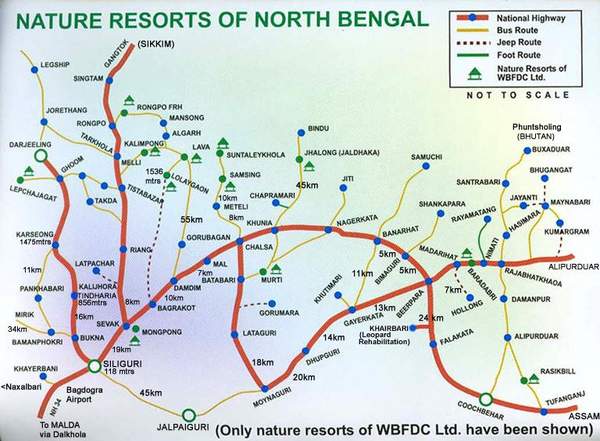 NATURE RESORTS OF NORTH BENGAL
National Highway
Bus Route
Jeep Route
Foot Route
Nature Resorts of
WBFDC Ltd.
NOT TO SCALE
LEGSHIP
GANGTOK
(SIKKIM)
SINGTAM
JORETHANG
RONGPO
RONGPO FRH
MANSONG
ALGARH
TARKHOLA
KALIMPONG
DARJEELING
MELLI
LAVA
1536
mtrs
LOLAYGAON
GHOOM
LEPCHAJAGAT
TAKDA
TISTABAZAR
SUNTALEYKHOLA
SAMSING
10km
METELI
8km
BINDU
JHALONG (JALDHAKA)
45km
CHAPRAMARI
KHUNIA
JITI
NAGERKATA
SAMUCHI
SHANKAPARA
BANARHAT
Phuntsholing
(BHUTAN)
BUXADUAR
SANTRABARI
BHUGANGAT
JAYANTI
MAYNABARI
RAYAMATANG
HASIMARA
KUMARGRAM
NIMATI
ALIPURDUAR
KARSEONG
1475mtrs
RIANG
55km
GORUBAGAN
CHALSA
MADARIHAT
BARADABRI
RAJABHATKHADA
11km
LATPACHAR
MAL
7km
BATABARI
MURTI
5km
BIMAGURI
5km
11km
7km
HOLLONG
DAMANPUR
PANKHABARI
KALIJHORA
TINDHARIA
856mtrs
8km
DAMDIM
10km
BAGRAKOT
GORUMARA
KHUTIMARI
GAYERKATA
13km
BEERPARA
MIRIK
34km
BAMANPHOKRI
16km
SEVAK
MONGPONG
BUKNA
19km
LATAGURI
14km
DHUPGURI
KHAIRBARI
(Leopard
Rehabilitation)
24 km
FALAKATA
ALIPURDUAR
KHAYERBANI
<Naxalbari
SILIGURI
118 mtrs
Bagdogra
Airport
18km
20km
MOYNAGURI
RASIKBILL
45km
NH.34
To MALDA
via Dalkhola
JALPAIGURI
COOCHBEHAR
TUFANGANJ
ASSAM
(Only nature resorts of WBFDC Ltd. have been shown)